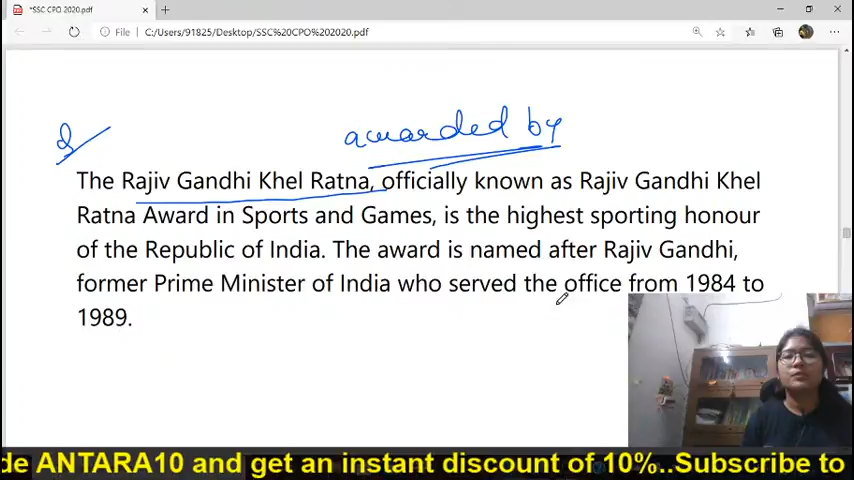 *SSC CPO 2020.pdf
File C:/Users/91825/Desktop/SSC%20CPO%202020.pdf
awarded by
The Rajiv Gandhi Khel Ratna, officially known as Rajiv Gandhi Khel
Ratna Award in Sports and Games, is the highest sporting honour
of the Republic of India. The award is named after Rajiv Gandhi,
former Prime Minister of India who served the office from 1984 to
1989.
de ANTARA10 and get an instant discount of 10%..Subscribe to